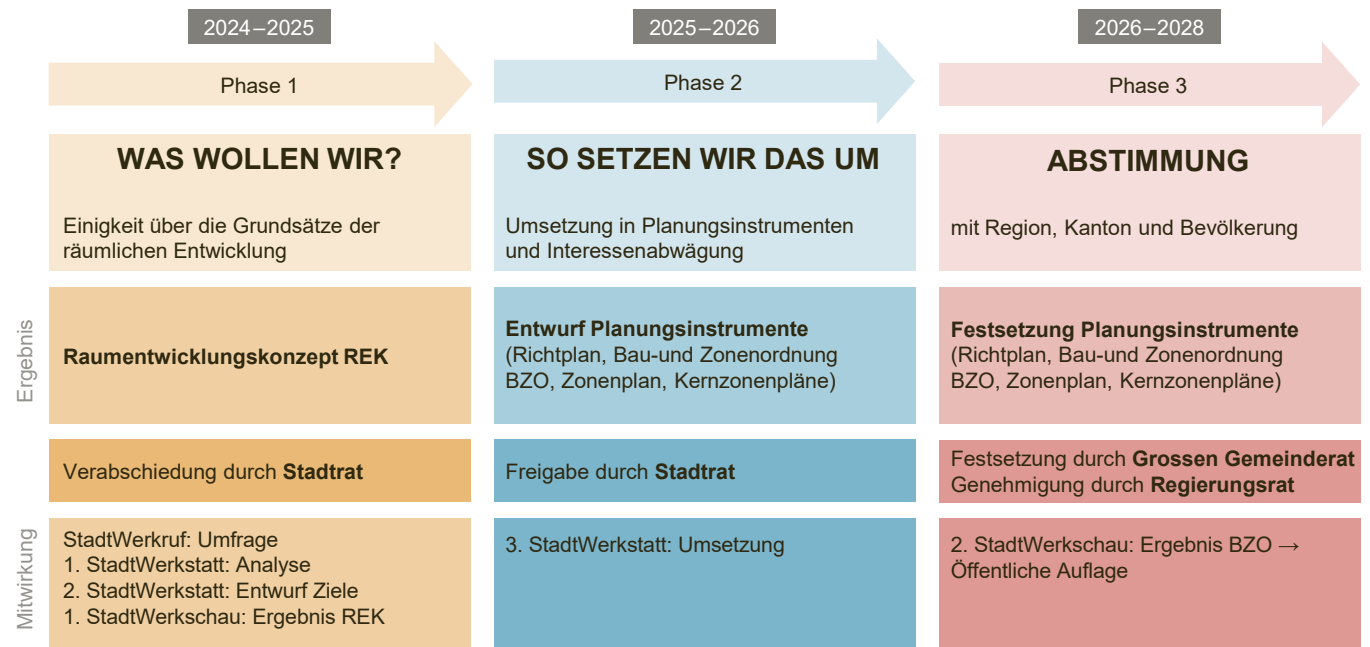 2024–2025
2025–2026
2026–2028
Phase 1
Phase 2
Phase 3
WAS WOLLEN WIR?
Einigkeit über die Grundsätze der
räumlichen Entwicklung
SO SETZEN WIR DAS UM
Umsetzung in Planungsinstrumenten
und Interessenabwägung
ABSTIMMUNG
mit Region, Kanton und Bevölkerung
Ergebnis
Raumentwicklungskonzept REK
Entwurf Planungsinstrumente
(Richtplan, Bau-und Zonenordnung
BZO, Zonenplan, Kernzonenpläne)
Festsetzung Planungsinstrumente
(Richtplan, Bau-und Zonenordnung
BZO, Zonenplan, Kernzonenpläne)
Verabschiedung durch Stadtrat
Freigabe durch Stadtrat
Festsetzung durch Grossen Gemeinderat
Genehmigung durch Regierungsrat
Mitwirkung
StadtWerkruf: Umfrage
1. StadtWerkstatt: Analyse
2. StadtWerkstatt: Entwurf Ziele
1. StadtWerkschau: Ergebnis REK
3. StadtWerkstatt: Umsetzung
2. StadtWerkschau: Ergebnis BZO →
Öffentliche Auflage